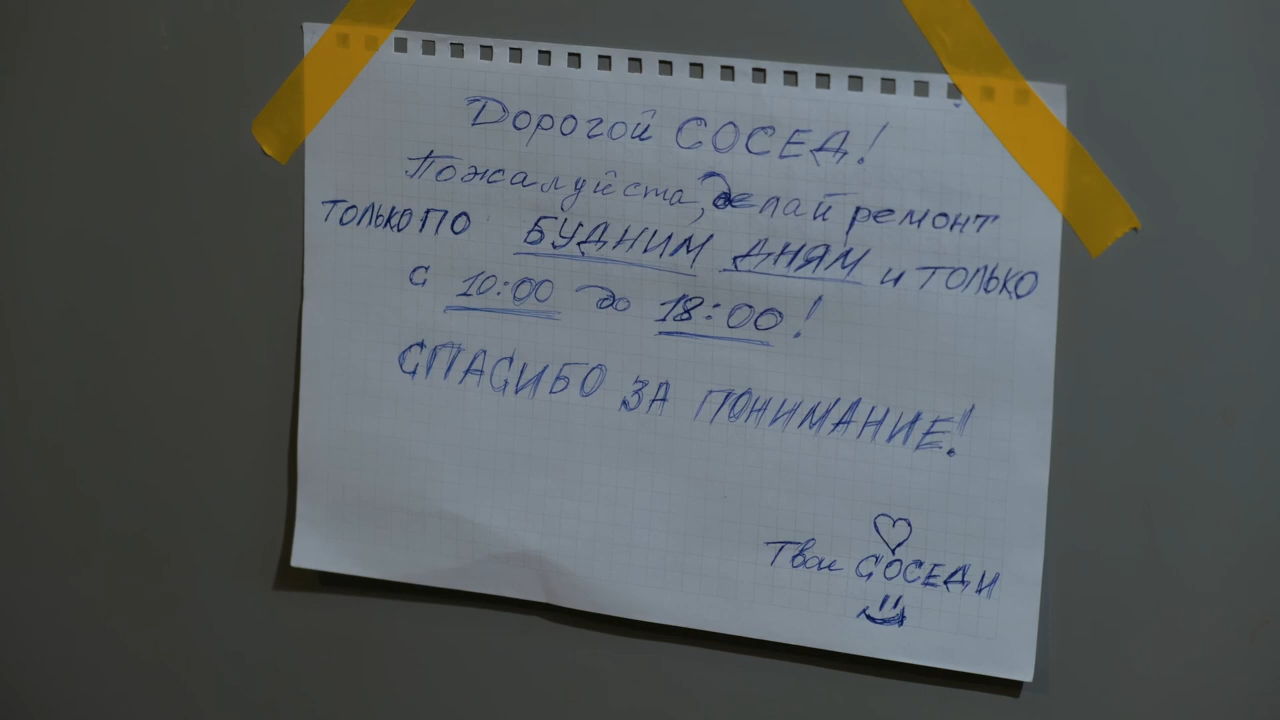 Дорогой СОСЕД!
Пожалуйста, делай ремонт
только по БУДНИМ ДНЯМ и только
с 10:00 до 18:00!
СПАСИБО ЗА ПОНИМАНИЕ!
Твои СОСЕДИ